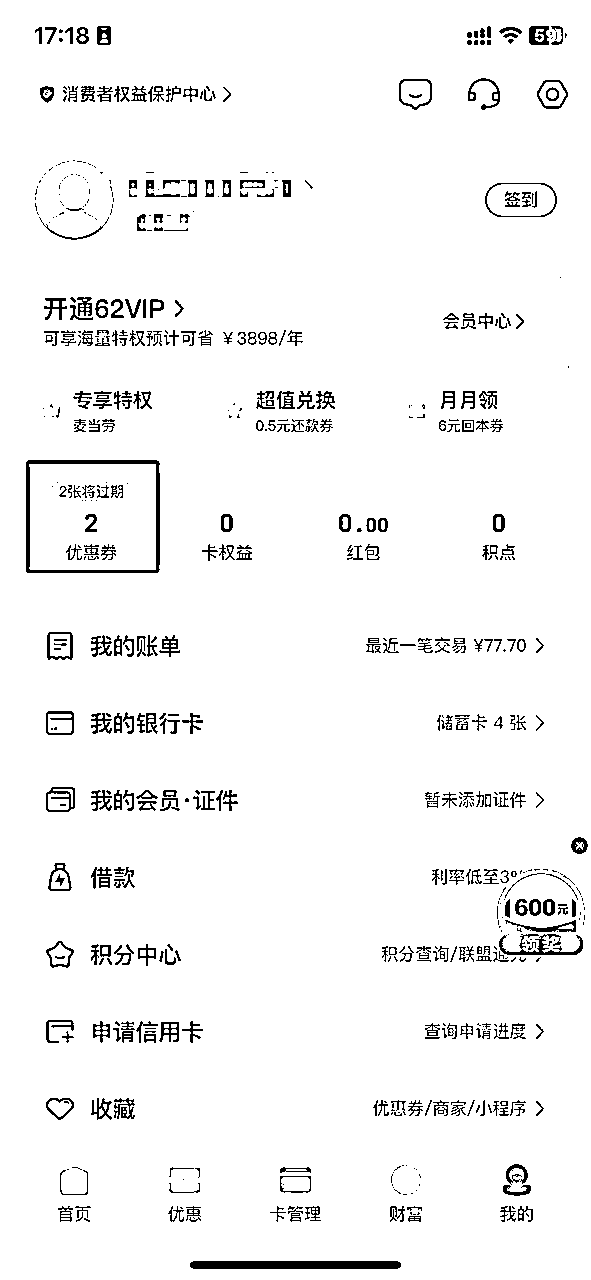 17:18
消费者权益保护中心
签到
开通62VIP
可享海量特权预计可省 ￥3898/年
会员中心
专享特权
麦当劳
超值兑换
0.5元还款券
月月领
6元回本券
2张将过期
2
优惠券
0
卡权益
0.00
红包
0
积点
我的账单
最近一笔交易 ¥77.70
我的银行卡
储蓄卡 4 张
我的会员·证件
暂未添加证件
借款
利率低至3
600元
领奖
积分中心
积分查询/联盟通兑
申请信用卡
查询申请进度
收藏
优惠券/商家/小程序
首页
优惠
卡管理
财富
我的